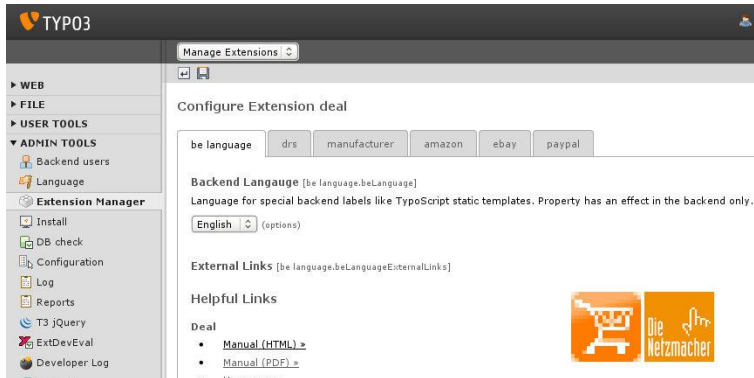 TYPO3
Manage Extensions
WEB
FILE
USER TOOLS
ADMIN TOOLS
Backend users
Language
Extension Manager
Install
DB check
Configuration
Log
Reports
T3 jQuery
ExtDevEval
Developer Log
Configure Extension deal
be language drs manufacturer amazon ebay paypal
Backend Langauge [be language.beLanguage]
Language for special backend labels like TypoScript static templates. Property has an effect in the backend only.
English (options)
External Links [be language.beLanguageExternalLinks]
Helpful Links
Deal
• Manual (HTML) »
• Manual (PDF) »
Die
Netzmacher